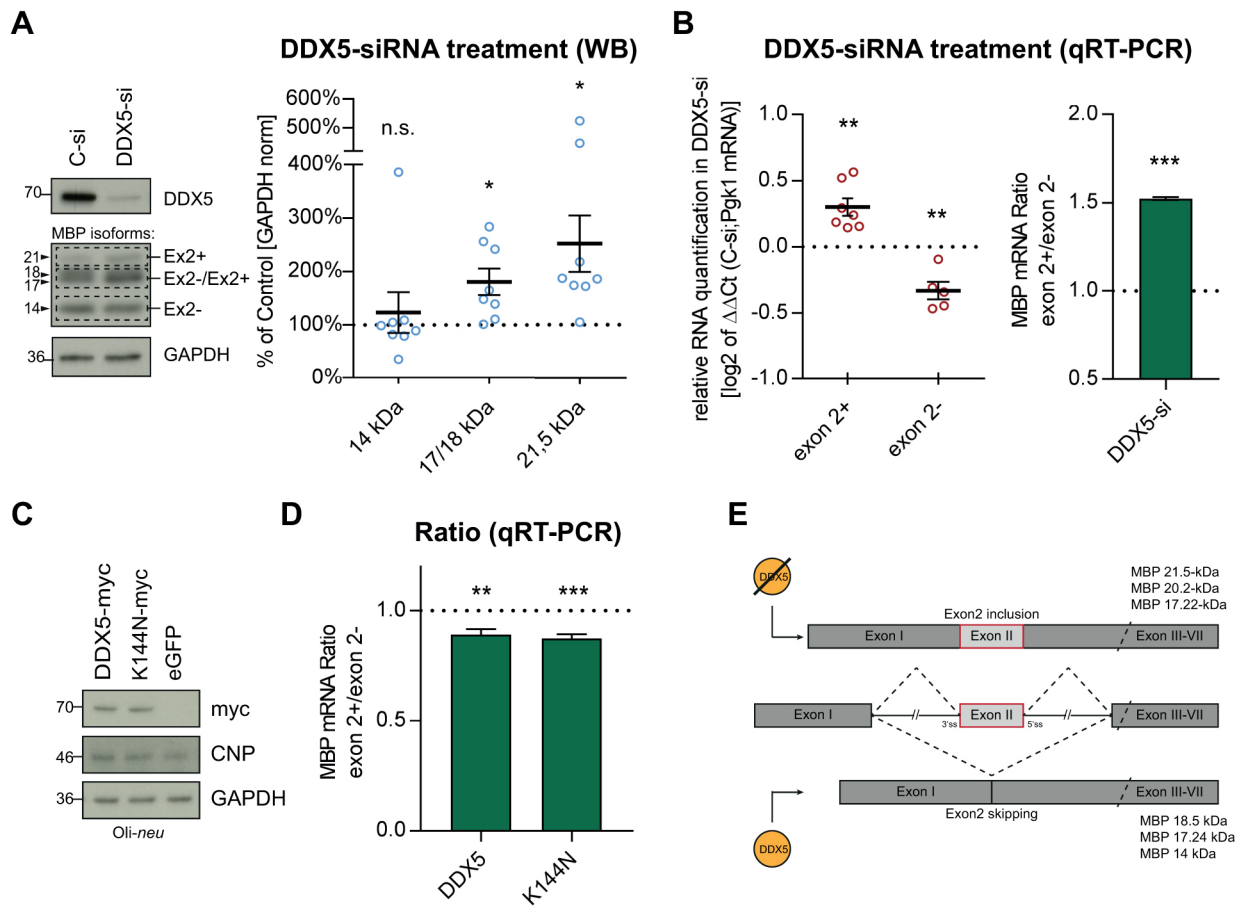 A
DDX5-siRNA treatment (WB)
C-si
DDX5-si
70
DDX5
MBP isoforms:
21
Ex2+
18
17
Ex2-/Ex2+
14
Ex2-
36
GAPDH
% of Control [GAPDH norm]
600%
500%
400%
300%
200%
100%
0%
n.s.
*
*
14 kDa
17/18 kDa
21,5 kDa
B
DDX5-siRNA treatment (qRT-PCR)
relative RNA quantification in DDX5-si
[log2 of ΔΔCt (C-si;Pgk1 mRNA)]
1.0
0.5
0.0
-0.5
-1.0
**
**
exon 2+
exon 2-
MBP mRNA Ratio
exon 2+/exon 2-
2.0
1.5
1.0
0.5
***
DDX5-si
C
DDX5-myc
K144N-myc
eGFP
70
myc
46
CNP
36
GAPDH
Oli-neu
D
Ratio (qRT-PCR)
MBP mRNA Ratio
exon 2+/exon 2-
1.0
0.5
0.0
**
***
DDX5
K144N
E
DDX5
MBP 21.5-kDa
MBP 20.2-kDa
MBP 17.22-kDa
Exon2 inclusion
Exon I
Exon II
Exon III-VII
Exon I
Exon II
Exon III-VII
3'ss
5'ss
Exon I
Exon III-VII
Exon2 skipping
DDX5
MBP 18.5 kDa
MBP 17.24 kDa
MBP 14 kDa